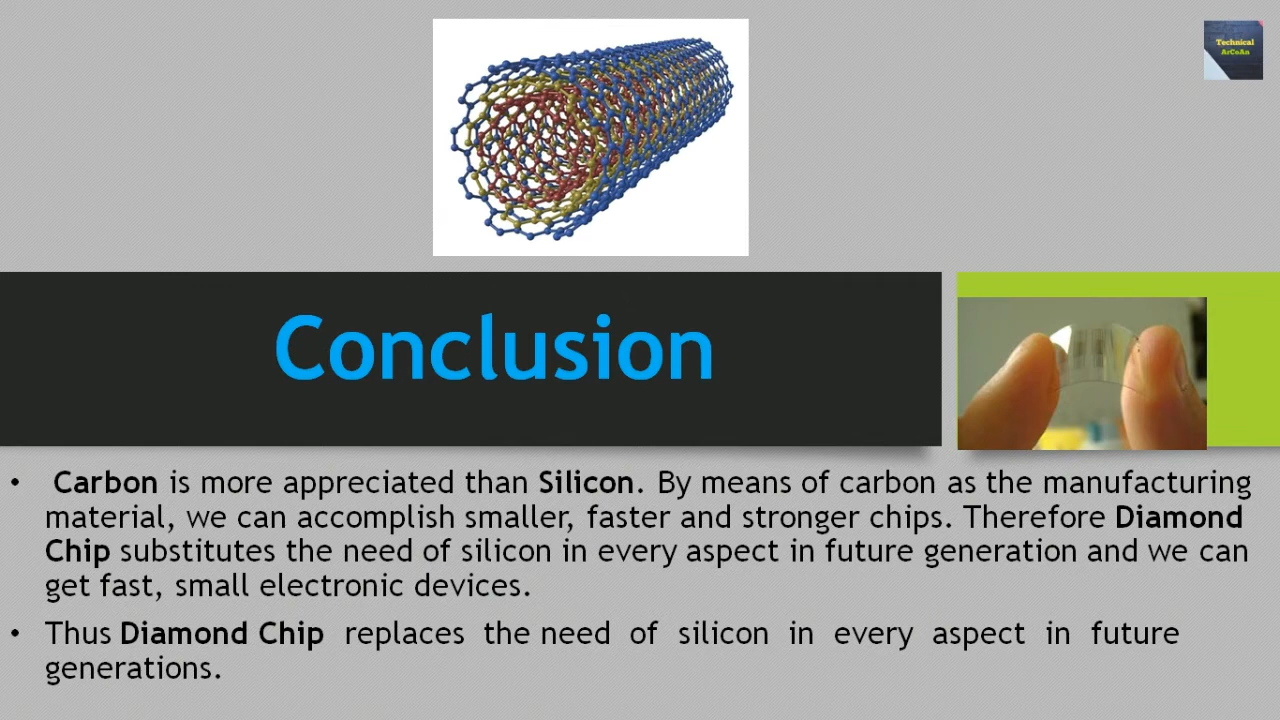 Technical
ArCoAn
Conclusion
• Carbon is more appreciated than Silicon. By means of carbon as the manufacturing
material, we can accomplish smaller, faster and stronger chips. Therefore Diamond
Chip substitutes the need of silicon in every aspect in future generation and we can
get fast, small electronic devices.
• Thus Diamond Chip replaces the need of silicon in every aspect in future
generations.